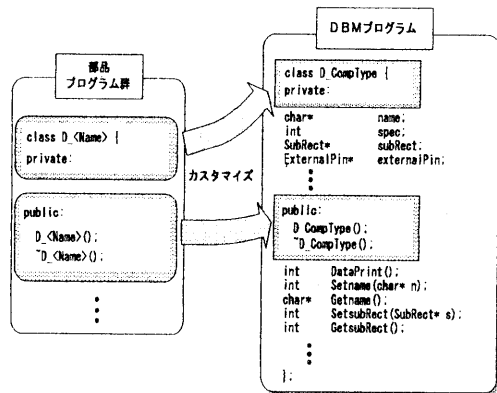 部品
プログラム群
class D_<Name> {
private:
public:
D_<Name>();
~D_<Name>();
カスタマイズ
DBMプログラム
class D_CompType {
private:
char* name;
int spec;
SubRect* subRect;
ExternalPin* externalPin;
public:
D_CompType();
~D_CompType();
int DataPrint();
int Setname(char* n);
char* Getname();
int SetsubRect(SubRect* s);
int GetsubRect();
};